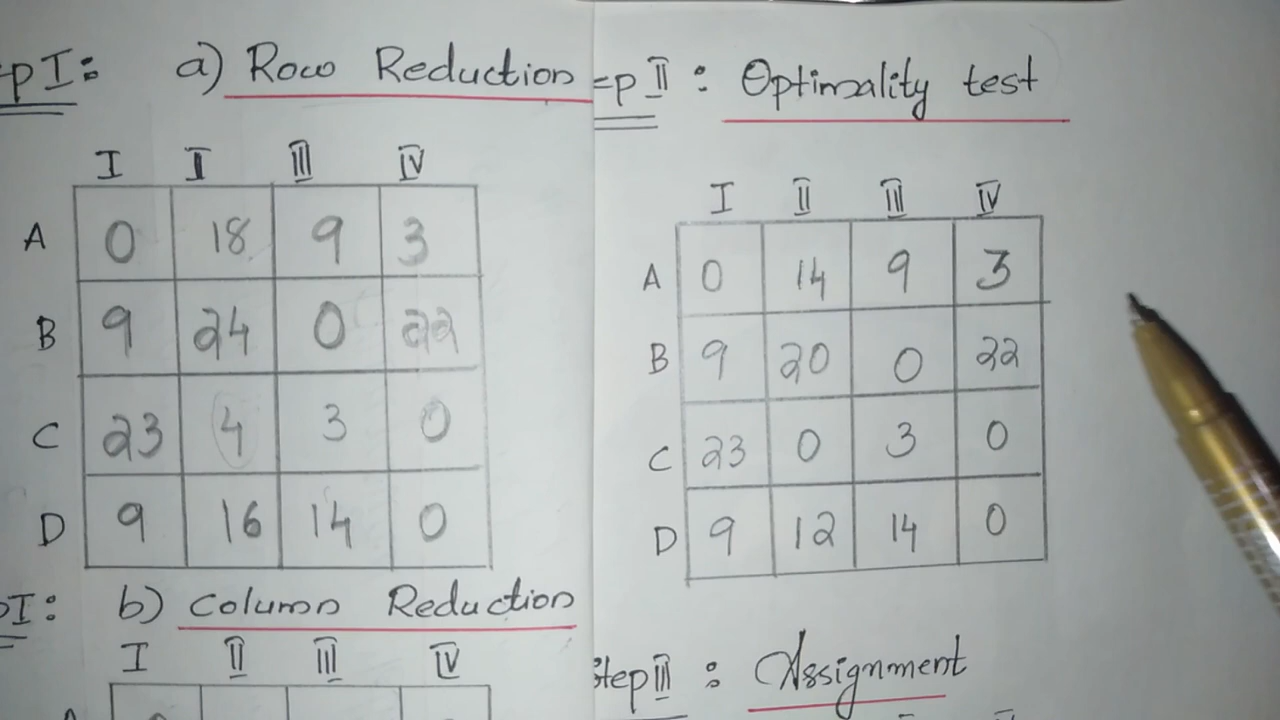 pI: a) Row Reduction
I II III IV
A 0 18 9 3
B 9 24 0 22
C 23 4 3 0
D 9 16 14 0
I: b) Column Reduction
I II III IV
p II : Optimality test
I II III IV
A 0 14 9 3
B 9 20 0 22
C 23 0 3 0
D 9 12 14 0
Step III : Assignment